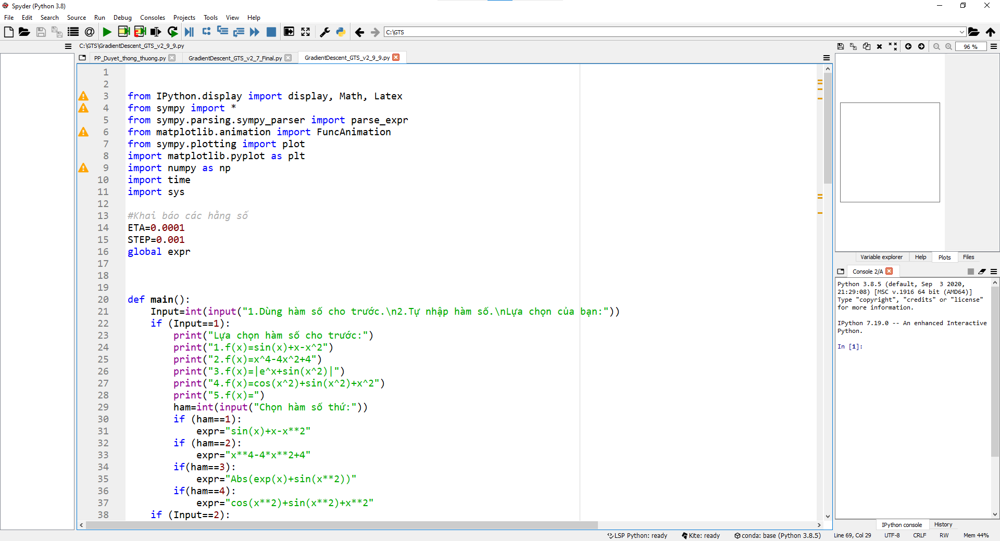 Spyder (Python 3.8)
File Edit Search Source Run Debug Consoles Projects Tools View Help
C:\GTS
C:\GTS\GradientDescent_GTS_v2_9_9.py
96 %
PP_Duyet_thong_thuong.py GradientDescent_GTS_v2_7_Final.py GradientDescent_GTS_v2_9_9.py
1
2
3 from IPython.display import display, Math, Latex
4 from sympy import *
5 from sympy.parsing.sympy_parser import parse_expr
6 from matplotlib.animation import FuncAnimation
7 from sympy.plotting import plot
8 import matplotlib.pyplot as plt
9 import numpy as np
10 import time
11 import sys
12
13 #Khai báo các hằng số
14 ETA=0.0001
15 STEP=0.001
16 global expr
17
18
19
20 def main():
21     Input=int(input("1.Dùng hàm số cho trước.\n2.Tự nhập hàm số.\nLựa chọn của bạn:"))
22     if (Input==1):
23         print("Lựa chọn hàm số cho trước:")
24         print("1.f(x)=sin(x)+x-x^2")
25         print("2.f(x)=x^4-4x^2+4")
26         print("3.f(x)=|e^x+sin(x^2)|")
27         print("4.f(x)=cos(x^2)+sin(x^2)+x^2")
28         print("5.f(x)=")
29         ham=int(input("Chọn hàm số thứ:"))
30         if (ham==1):
31             expr="sin(x)+x-x**2"
32         if (ham==2):
33             expr="x**4-4*x**2+4"
34         if(ham==3):
35             expr="Abs(exp(x)+sin(x**2))"
36         if(ham==4):
37             expr="cos(x**2)+sin(x**2)+x**2"
38     if (Input==2):
Variable explorer Help Plots Files
Console 2/A
Python 3.8.5 (default, Sep  3 2020,
21:29:08) [MSC v.1916 64 bit (AMD64)]
Type "copyright", "credits" or "license"
for more information.
IPython 7.19.0 -- An enhanced Interactive
Python.
In [1]:
IPython console History
LSP Python: ready Kite: ready conda: base (Python 3.8.5) Line 69, Col 29 UTF-8 CRLF RW Mem 44%